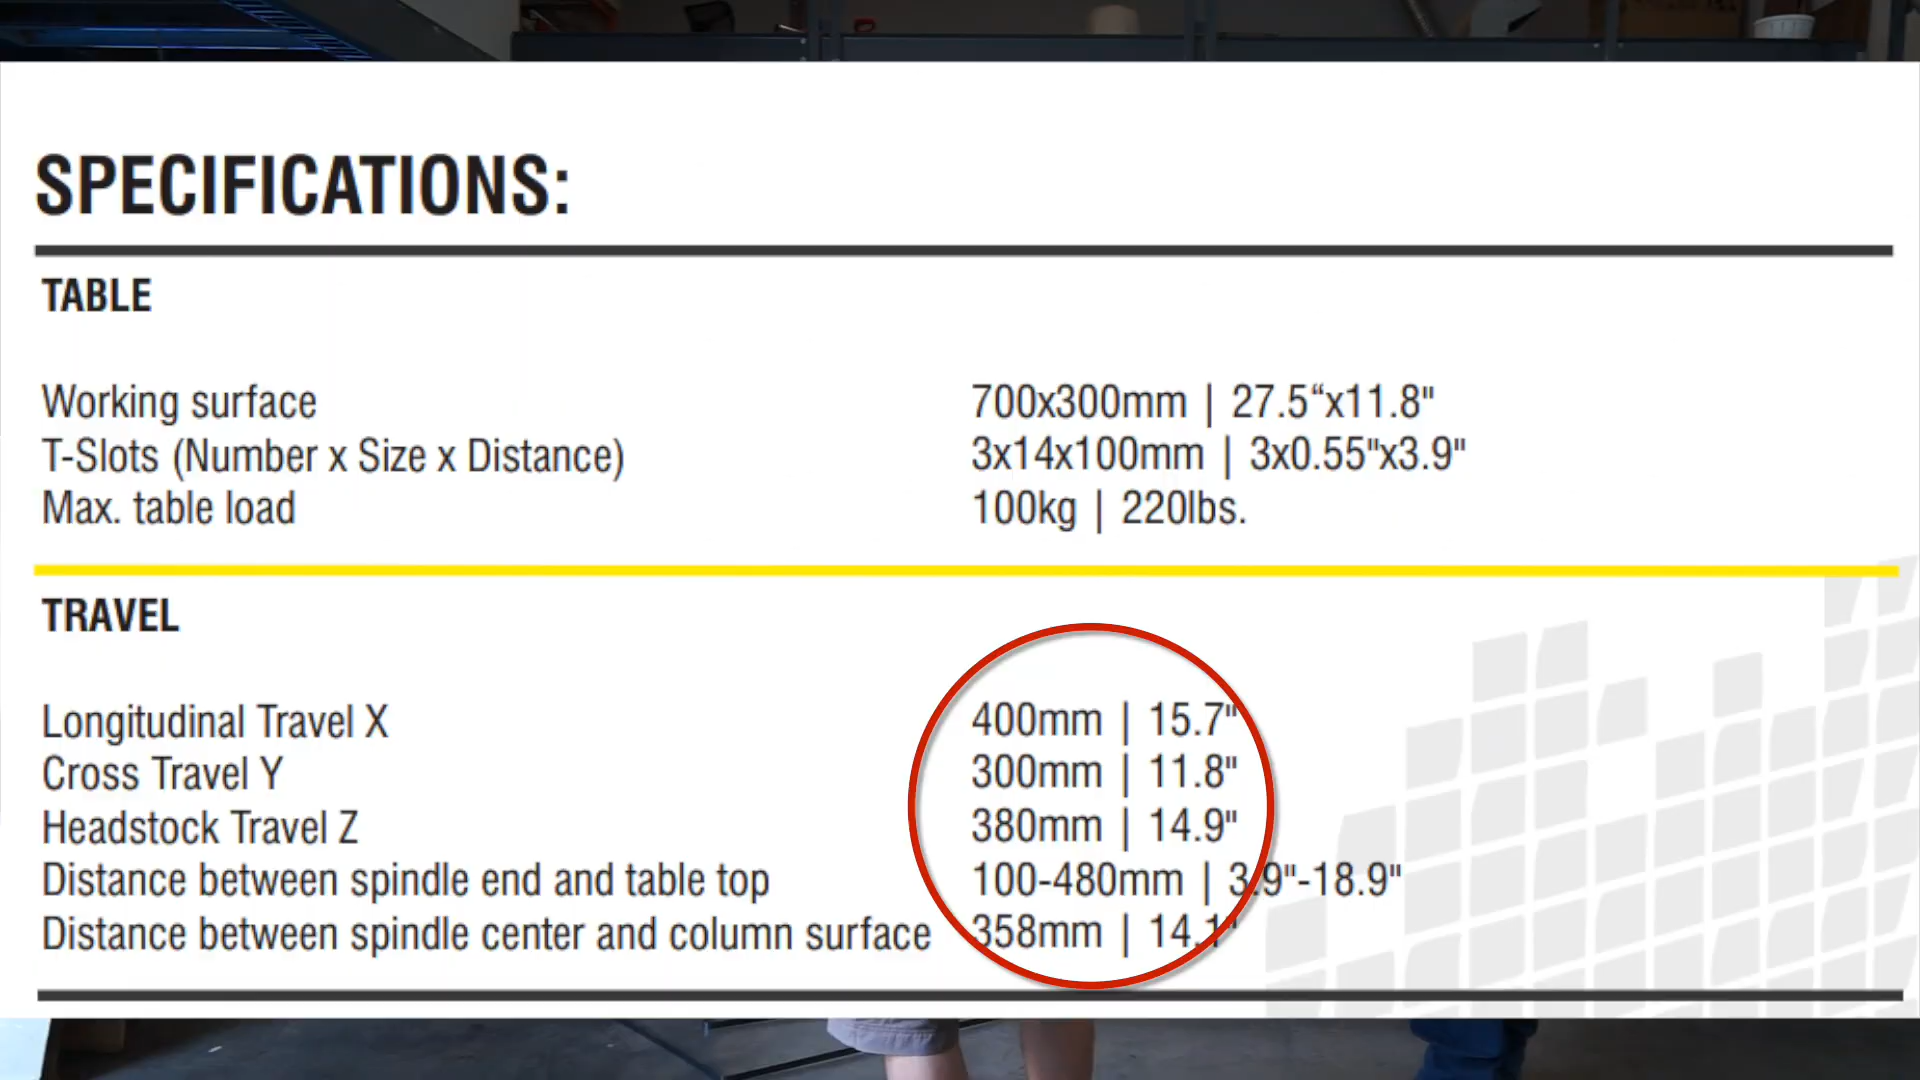 SPECIFICATIONS:
TABLE
Working surface 700x300mm | 27.5“x11.8"
T-Slots (Number x Size x Distance) 3x14x100mm | 3x0.55"x3.9"
Max. table load 100kg | 220lbs.
TRAVEL
Longitudinal Travel X 400mm | 15.7"
Cross Travel Y 300mm | 11.8"
Headstock Travel Z 380mm | 14.9"
Distance between spindle end and table top 100-480mm | 3.9"-18.9"
Distance between spindle center and column surface 358mm | 14.1"